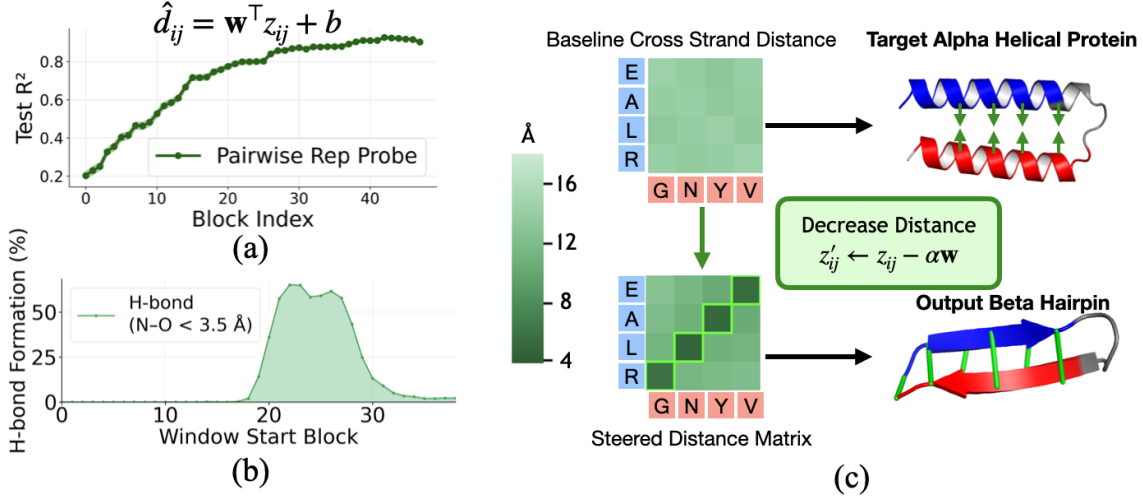 d̂ij = w⊤zij + b
Test R²
0.8
0.6
0.4
0.2
Pairwise Rep Probe
0 10 20 30 40
Block Index
(a)
H-bond Formation (%)
50
25
0
H-bond
(N–O < 3.5 Å)
0 10 20 30
Window Start Block
(b)
Baseline Cross Strand Distance
Target Alpha Helical Protein
E
A
L
R
G N Y V
Å
16
12
8
4
Decrease Distance
z′ij ← zij − αw
E
A
L
R
G N Y V
Steered Distance Matrix
Output Beta Hairpin
(c)